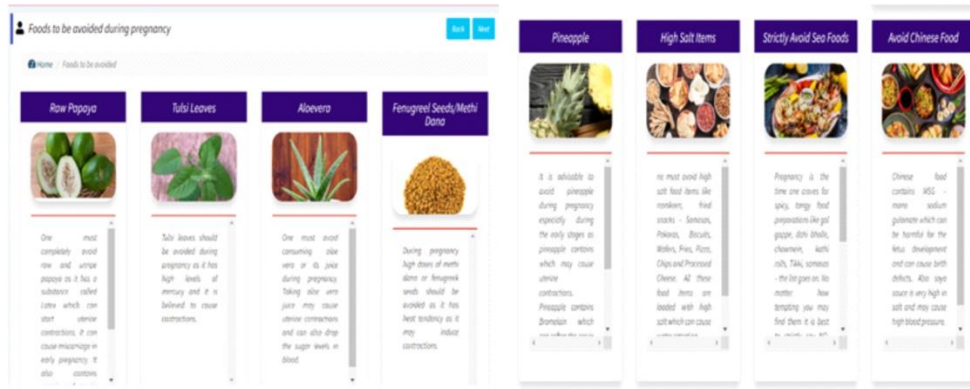 Foods to be avoided during pregnancy
Back Next
Home / Foods to be avoided
Raw Papaya
One must
completely avoid
raw and unripe
papaya as it has a
substance called
Latex which can
start uterine
contractions. It can
cause miscarriage in
early pregnancy. It
also contains
Tulsi Leaves
Tulsi leaves should
be avoided during
pregnancy as it has
high levels of
mercury and it is
believed to cause
contractions.
Aloevera
One must avoid
consuming aloe
vera or its juice
during pregnancy.
Taking aloe vera
juice may cause
uterine contractions
and can also drop
the sugar levels in
blood.
Fenugreek Seeds/Methi
Dana
During pregnancy
high doses of methi
dana or fenugreek
seeds should be
avoided as it has
heat tendency as it
may induce
contractions.
Pineapple
It is advisable to
avoid pineapple
during pregnancy
especially during
the early stages as
pineapple contains
which may cause
uterine
contractions.
Pineapple contains
Bromelain which
High Salt Items
ne must avoid high
salt food items like
namkeen, fried
snacks - Samosas,
Pakoras, Biscuits,
Wafers, Fries, Pizza,
Chips and Processed
Cheese. All these
food items are
loaded with high
salt which can cause
Strictly Avoid Sea Foods
Pregnancy is the
time one craves for
spicy, tangy food
preparations like gol
gappe, dahi bhalle,
chowmein, kathi
rolls, Tikki, samosas
- the list goes on. No
matter how
tempting you may
find them it is best
Avoid Chinese Food
Chinese food
contains MSG -
mono sodium
gulamate which can
be harmful for the
fetus development
and can cause birth
defects. Also soya
sauce is very high in
salt and may cause
high blood pressure.